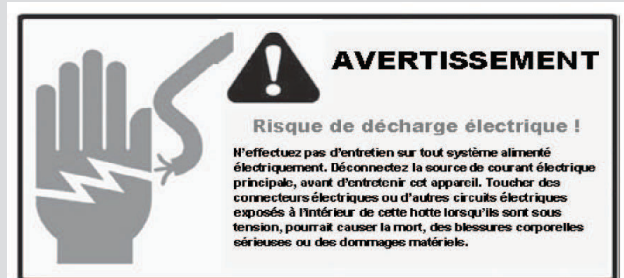 AVERTISSEMENT
Risque de décharge électrique !
N'effectuez pas d'entretien sur tout système alimenté
électriquement. Déconnectez la source de courant électrique
principale, avant d'entretenir cet appareil. Toucher des
connecteurs électriques ou d'autres circuits électriques
exposés à l'intérieur de cette hotte lorsqu'ils sont sous
tension, pourrait causer la mort, des blessures corporelles
sérieuses ou des dommages matériels.